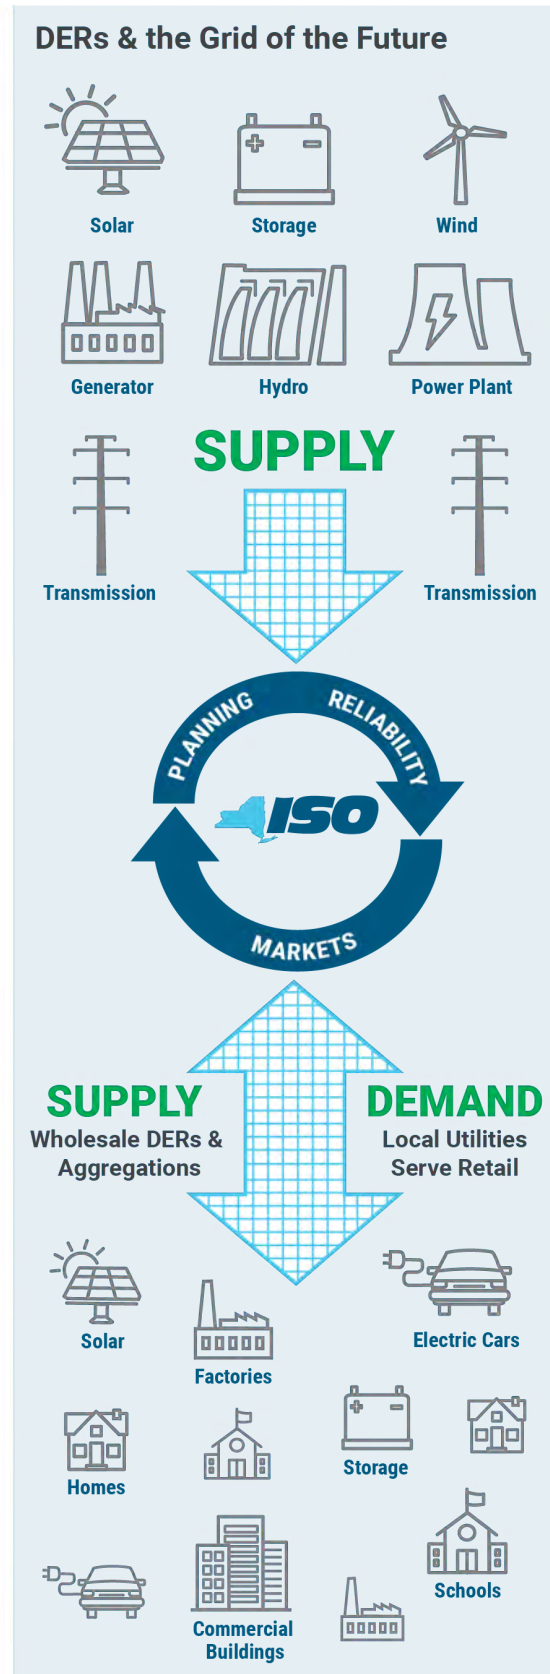 DERs & the Grid of the Future
Solar
Storage
Wind
Generator
Hydro
Power Plant
SUPPLY
Transmission
Transmission
PLANNING
RELIABILITY
ISO
MARKETS
SUPPLY
Wholesale DERs &
Aggregations
DEMAND
Local Utilities
Serve Retail
Solar
Factories
Electric Cars
Homes
Storage
Schools
Commercial
Buildings